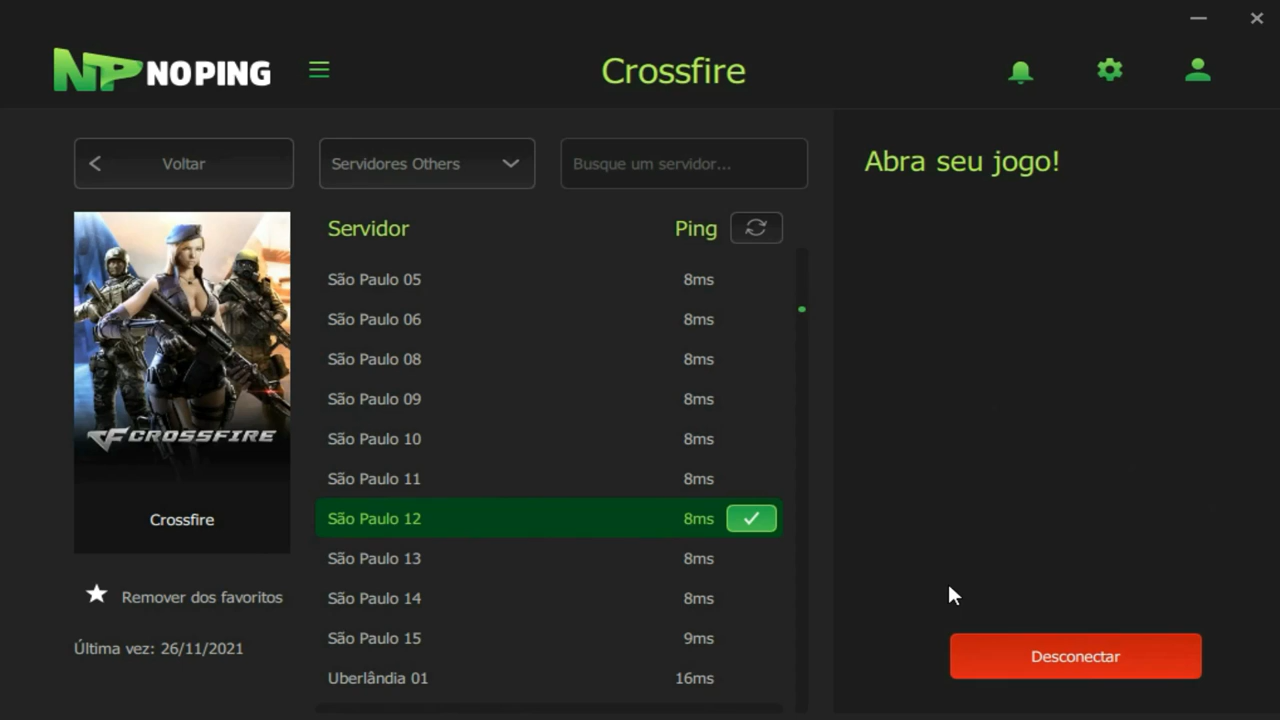 NP NOPING
Crossfire
Voltar
Servidores Others
Busque um servidor...
Abra seu jogo!
CF CROSSFIRE
Crossfire
Remover dos favoritos
Última vez: 26/11/2021
Servidor Ping
São Paulo 05 8ms
São Paulo 06 8ms
São Paulo 08 8ms
São Paulo 09 8ms
São Paulo 10 8ms
São Paulo 11 8ms
São Paulo 12 8ms
São Paulo 13 8ms
São Paulo 14 8ms
São Paulo 15 9ms
Uberlândia 01 16ms
Desconectar